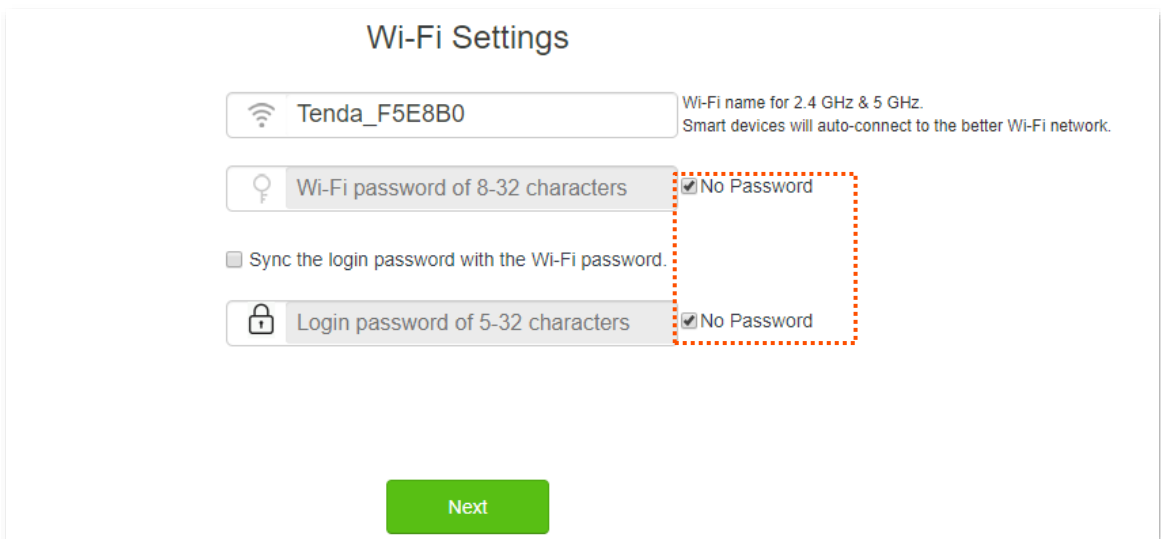 Wi-Fi Settings
Tenda_F5E8B0
Wi-Fi name for 2.4 GHz & 5 GHz.
Smart devices will auto-connect to the better Wi-Fi network.
Wi-Fi password of 8-32 characters
No Password
Sync the login password with the Wi-Fi password.
Login password of 5-32 characters
No Password
Next